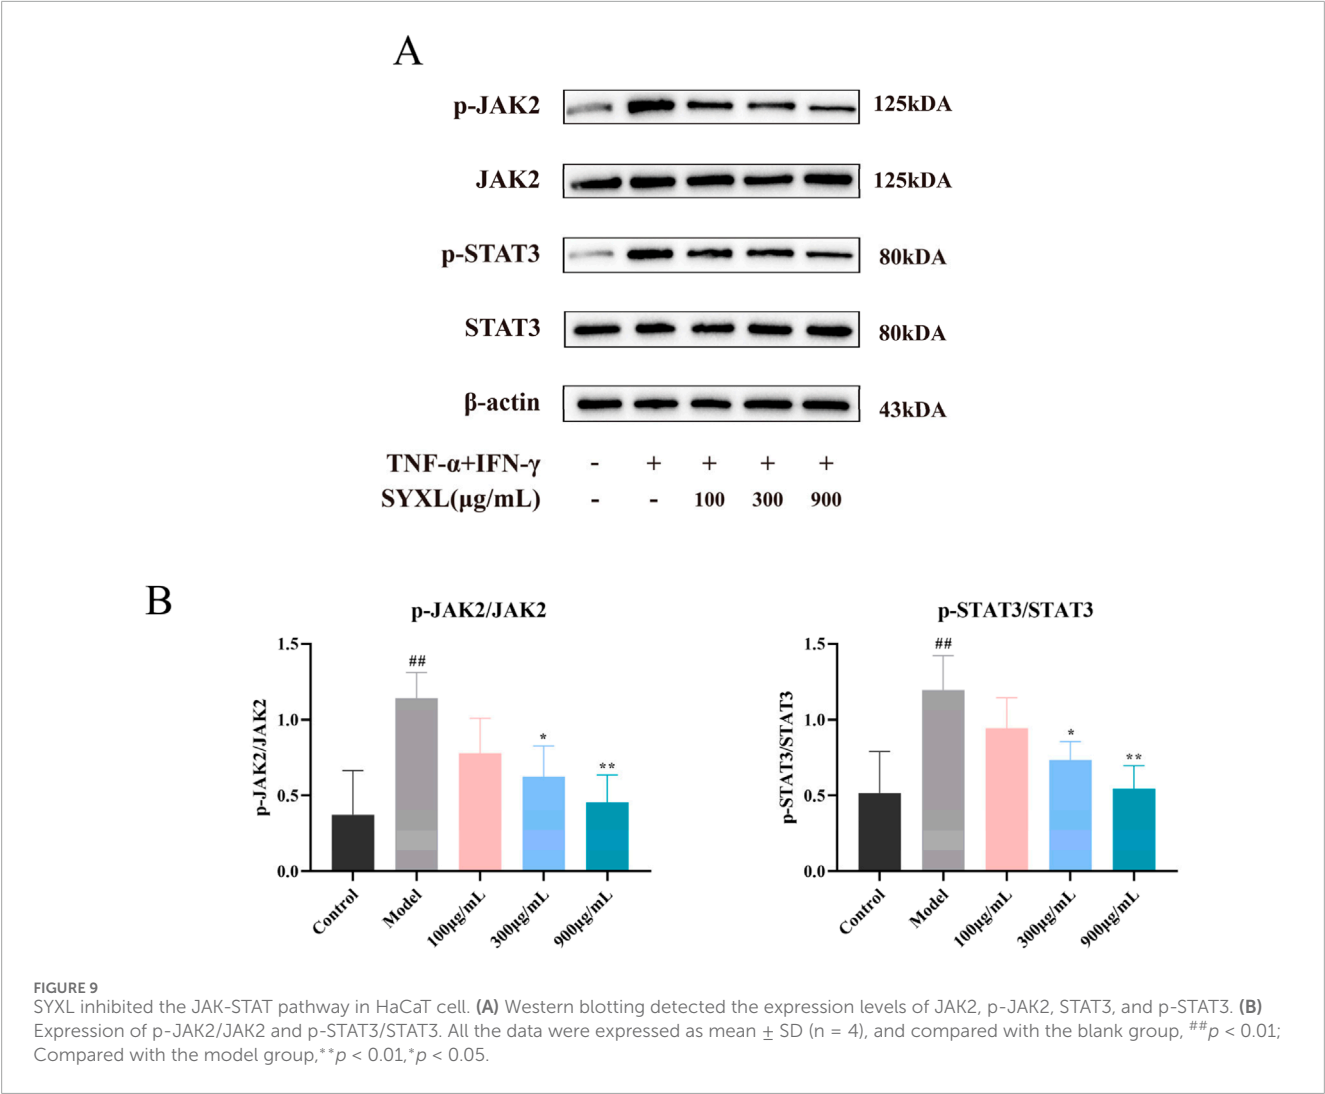 A
p-JAK2 125kDA
JAK2 125kDA
p-STAT3 80kDA
STAT3 80kDA
β-actin 43kDA
TNF-α+IFN-γ - + + + +
SYXL(μg/mL) - - 100 300 900
B
p-JAK2/JAK2
p-JAK2/JAK2
1.5
1.0
0.5
0.0
##
*
**
Control Model 100μg/mL 300μg/mL 900μg/mL
p-STAT3/STAT3
p-STAT3/STAT3
1.5
1.0
0.5
0.0
##
*
**
Control Model 100μg/mL 300μg/mL 900μg/mL
FIGURE 9
SYXL inhibited the JAK-STAT pathway in HaCaT cell. (A) Western blotting detected the expression levels of JAK2, p-JAK2, STAT3, and p-STAT3. (B)
Expression of p-JAK2/JAK2 and p-STAT3/STAT3. All the data were expressed as mean ± SD (n = 4), and compared with the blank group, ##p < 0.01;
Compared with the model group,**p < 0.01,*p < 0.05.